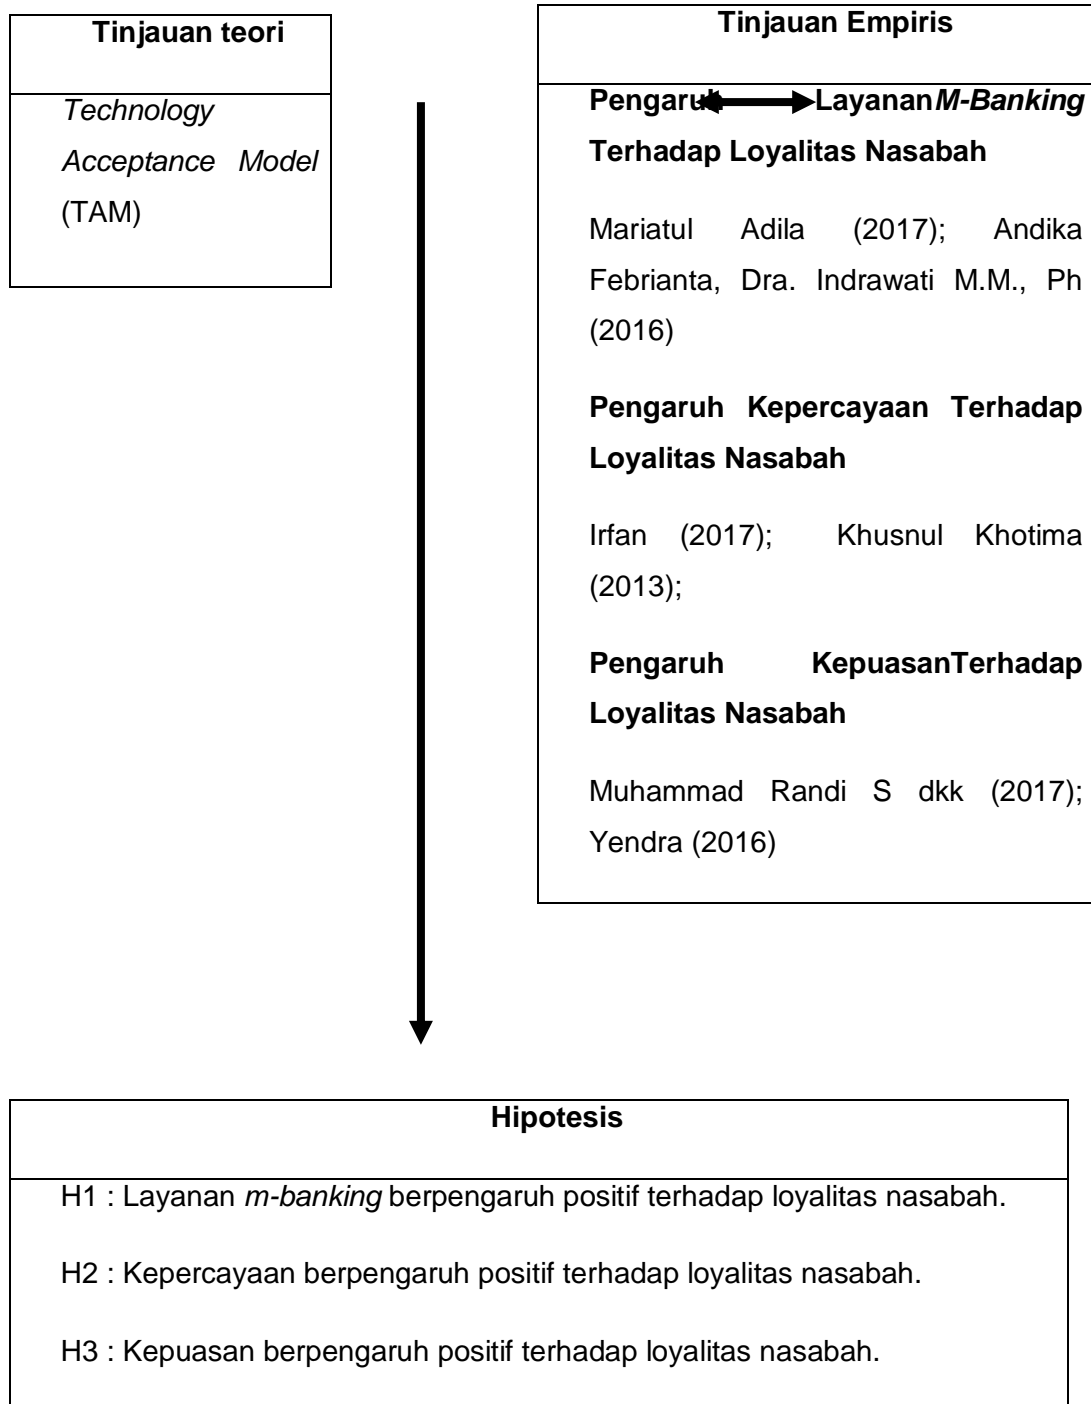 Tinjauan teori
Technology
Acceptance Model
(TAM)
Tinjauan Empiris
Pengaruh Layanan M-Banking
Terhadap Loyalitas Nasabah
Mariatul Adila (2017); Andika
Febrianta, Dra. Indrawati M.M., Ph
(2016)
Pengaruh Kepercayaan Terhadap
Loyalitas Nasabah
Irfan (2017); Khusnul Khotima
(2013);
Pengaruh KepuasanTerhadap
Loyalitas Nasabah
Muhammad Randi S dkk (2017);
Yendra (2016)
Hipotesis
H1 : Layanan m-banking berpengaruh positif terhadap loyalitas nasabah.
H2 : Kepercayaan berpengaruh positif terhadap loyalitas nasabah.
H3 : Kepuasan berpengaruh positif terhadap loyalitas nasabah.